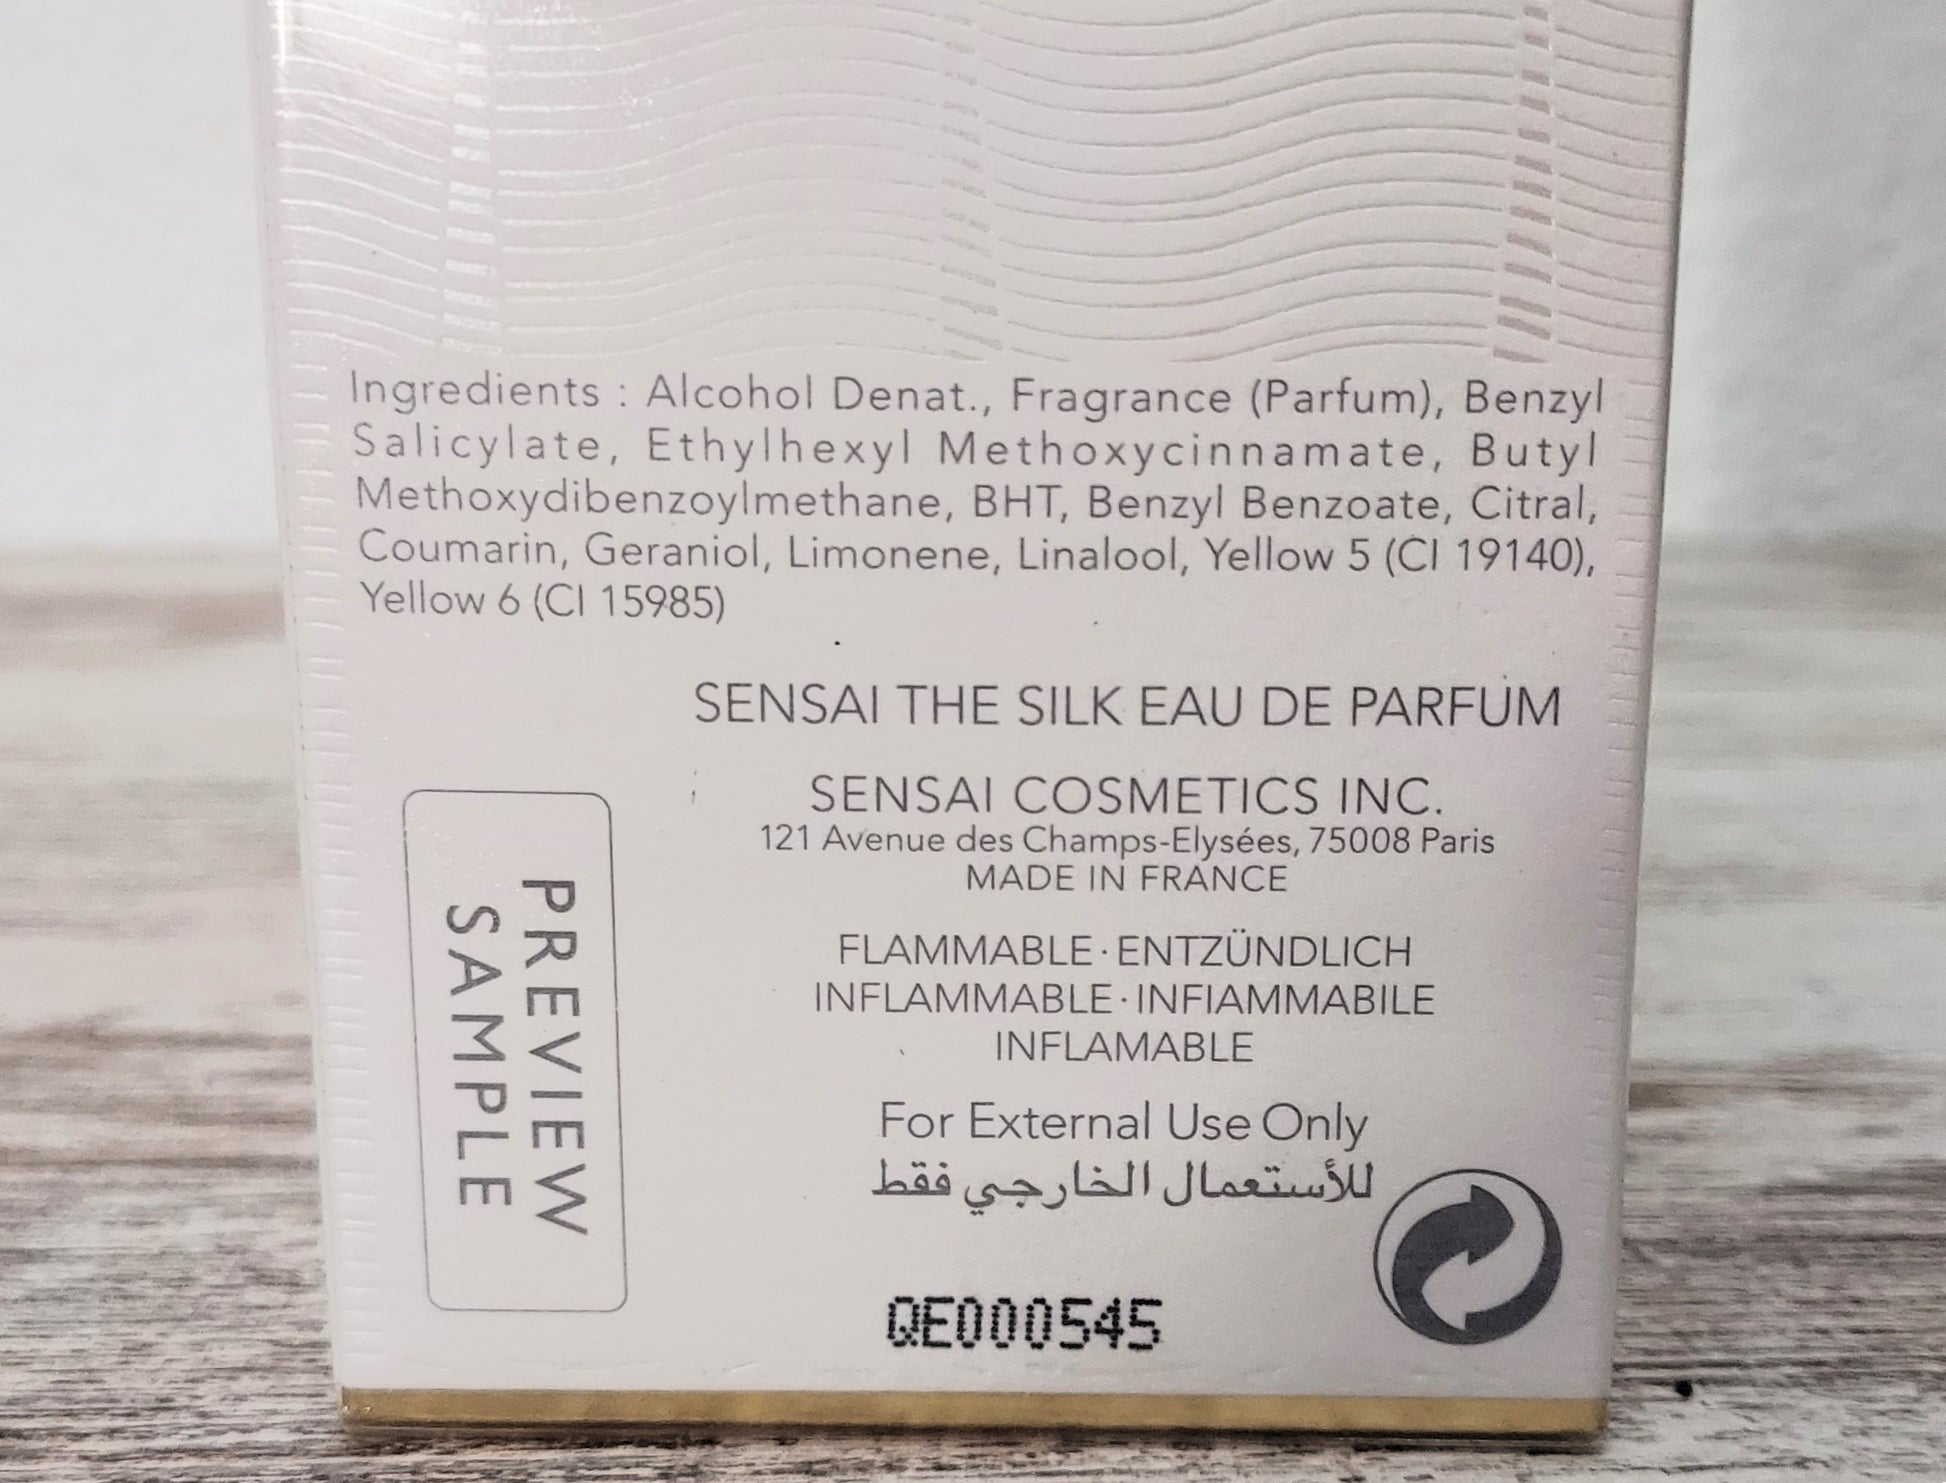 Ingredients : Alcohol Denat., Fragrance (Parfum), Benzyl
Salicylate, Ethylhexyl Methoxycinnamate, Butyl
Methoxydibenzoylmethane, BHT, Benzyl Benzoate, Citral,
Coumarin, Geraniol, Limonene, Linalool, Yellow 5 (CI 19140),
Yellow 6 (CI 15985)
SENSAI THE SILK EAU DE PARFUM
SENSAI COSMETICS INC.
121 Avenue des Champs-Elysées, 75008 Paris
MADE IN FRANCE
FLAMMABLE · ENTZÜNDLICH
INFLAMMABLE · INFIAMMABILE
INFLAMABLE
For External Use Only
للأستعمال الخارجي فقط
PREVIEW
SAMPLE
QE000545